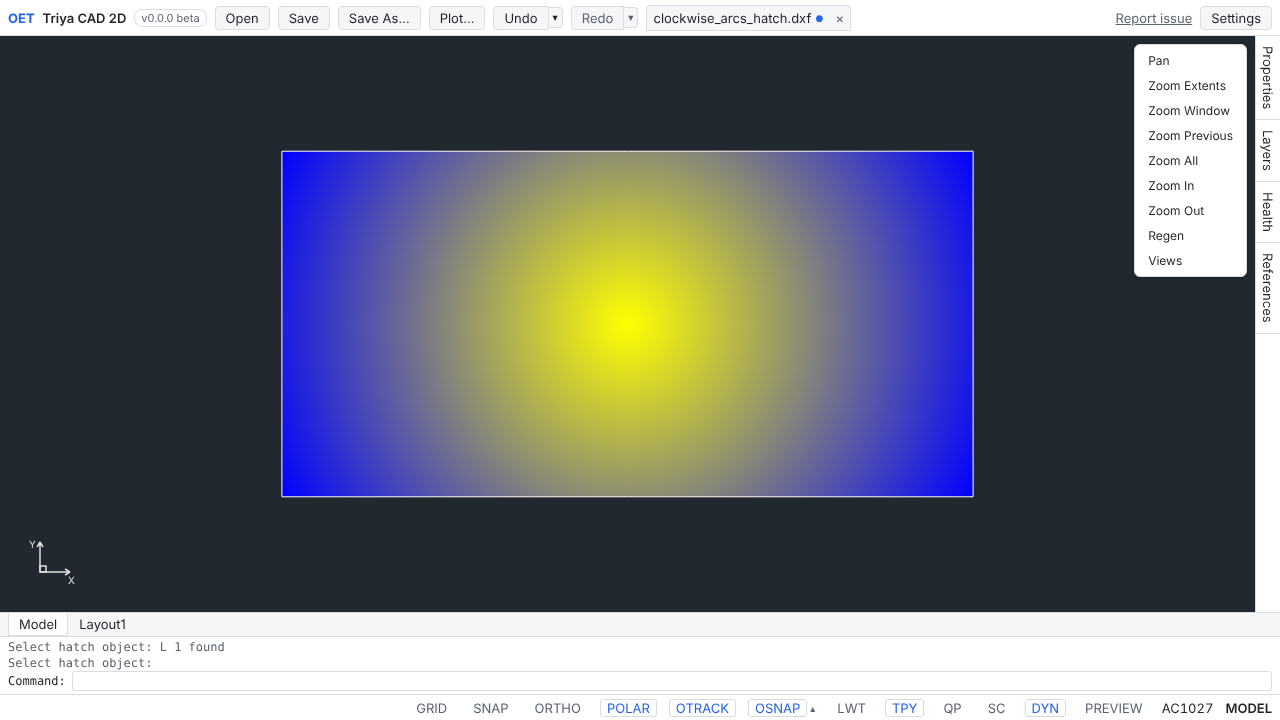 OET Triya CAD 2D v0.0.0 beta Open Save Save As... Plot... Undo ▾ Redo ▾ clockwise_arcs_hatch.dxf ● × Report issue Settings
Pan
Zoom Extents
Zoom Window
Zoom Previous
Zoom All
Zoom In
Zoom Out
Regen
Views
Properties
Layers
Health
References
Y
X
Model Layout1
Select hatch object: L 1 found
Select hatch object:
Command:
GRID SNAP ORTHO POLAR OTRACK OSNAP ▴ LWT TPY QP SC DYN PREVIEW AC1027 MODEL